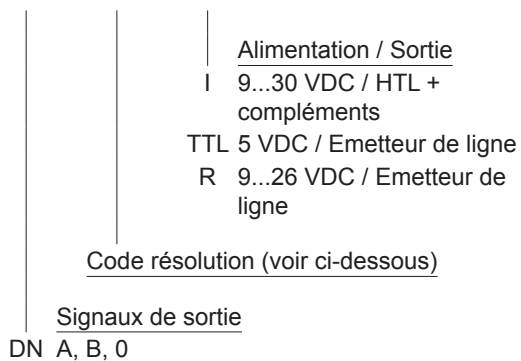 Alimentation / Sortie
I 9...30 VDC / HTL +
compléments
TTL 5 VDC / Emetteur de ligne
R 9...26 VDC / Emetteur de
ligne
Code résolution (voir ci-dessous)
Signaux de sortie
DN A, B, 0